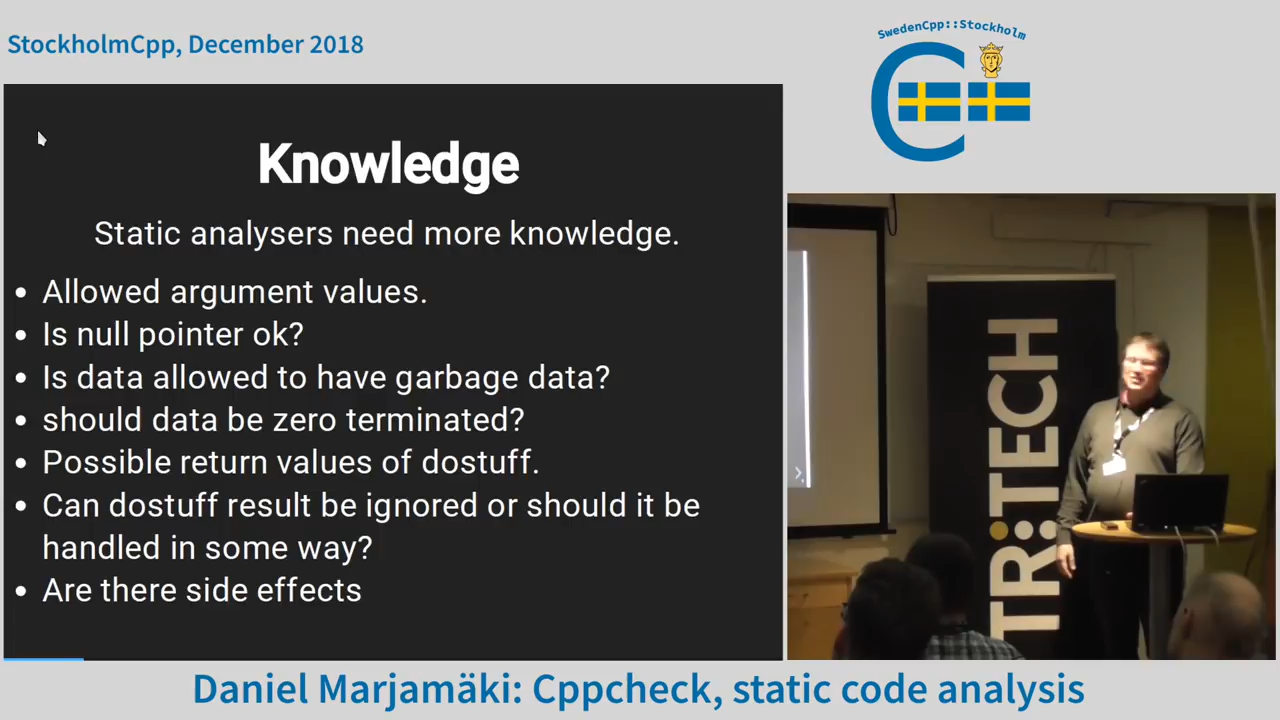 StockholmCpp, December 2018
SwedenCpp::Stockholm
Knowledge
Static analysers need more knowledge.
• Allowed argument values.
• Is null pointer ok?
• Is data allowed to have garbage data?
• should data be zero terminated?
• Possible return values of dostuff.
• Can dostuff result be ignored or should it be
handled in some way?
• Are there side effects
TR:TECH
Daniel Marjamäki: Cppcheck, static code analysis